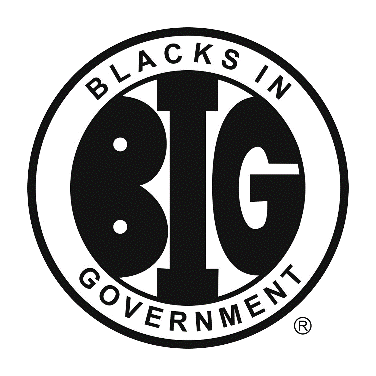 BLACKS IN
BIG
GOVERNMENT
®